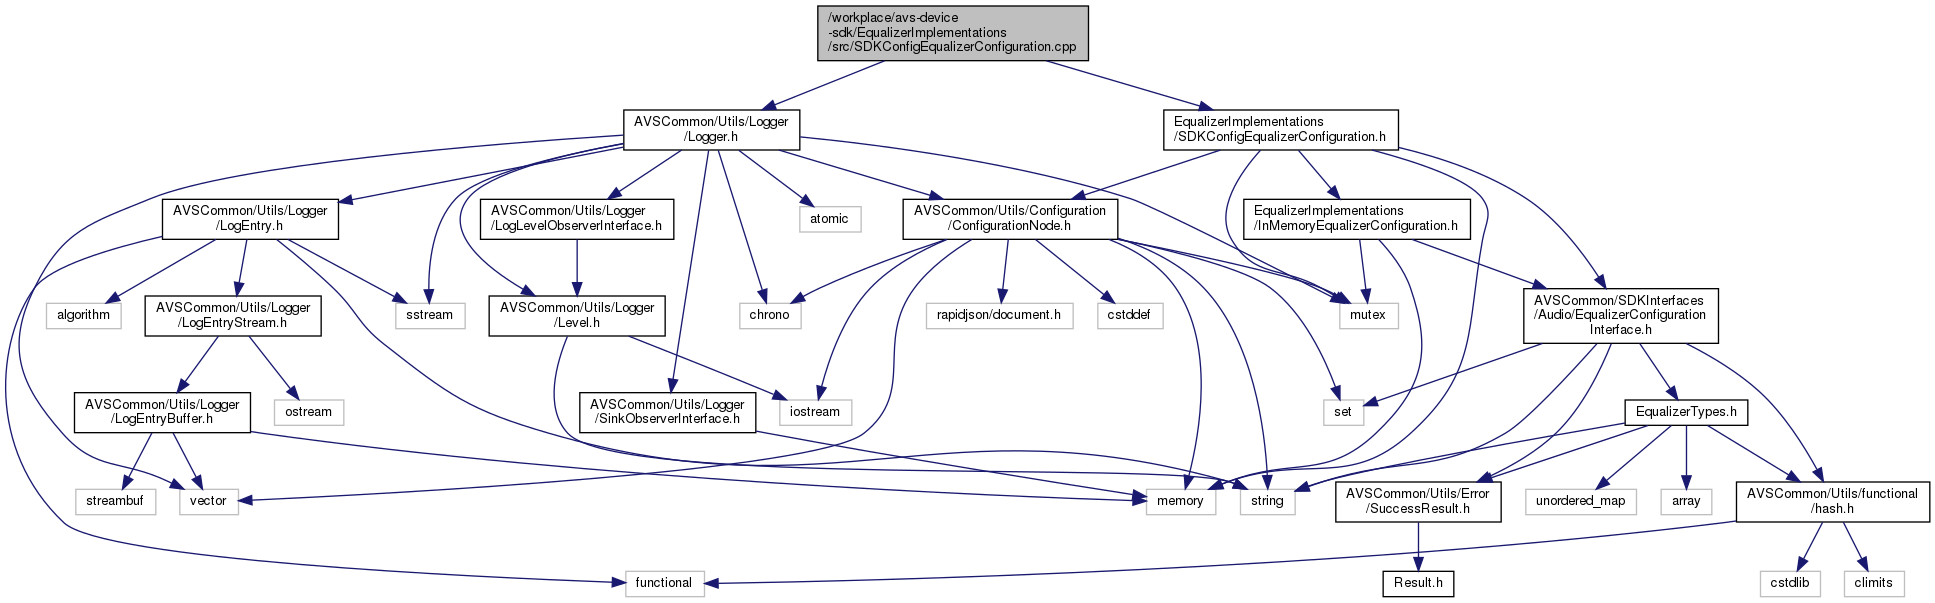 /workplace/avs-device
-sdk/EqualizerImplementations
/src/SDKConfigEqualizerConfiguration.cpp
AVSCommon/Utils/Logger
/Logger.h
EqualizerImplementations
/SDKConfigEqualizerConfiguration.h
AVSCommon/Utils/Logger
/LogEntry.h
AVSCommon/Utils/Logger
/LogLevelObserverInterface.h
atomic
AVSCommon/Utils/Configuration
/ConfigurationNode.h
EqualizerImplementations
/InMemoryEqualizerConfiguration.h
algorithm
AVSCommon/Utils/Logger
/LogEntryStream.h
sstream
AVSCommon/Utils/Logger
/Level.h
chrono
rapidjson/document.h
cstddef
mutex
AVSCommon/SDKInterfaces
/Audio/EqualizerConfiguration
Interface.h
AVSCommon/Utils/Logger
/LogEntryBuffer.h
ostream
AVSCommon/Utils/Logger
/SinkObserverInterface.h
iostream
set
EqualizerTypes.h
streambuf
vector
memory
string
AVSCommon/Utils/Error
/SuccessResult.h
unordered_map
array
AVSCommon/Utils/functional
/hash.h
functional
Result.h
cstdlib
climits